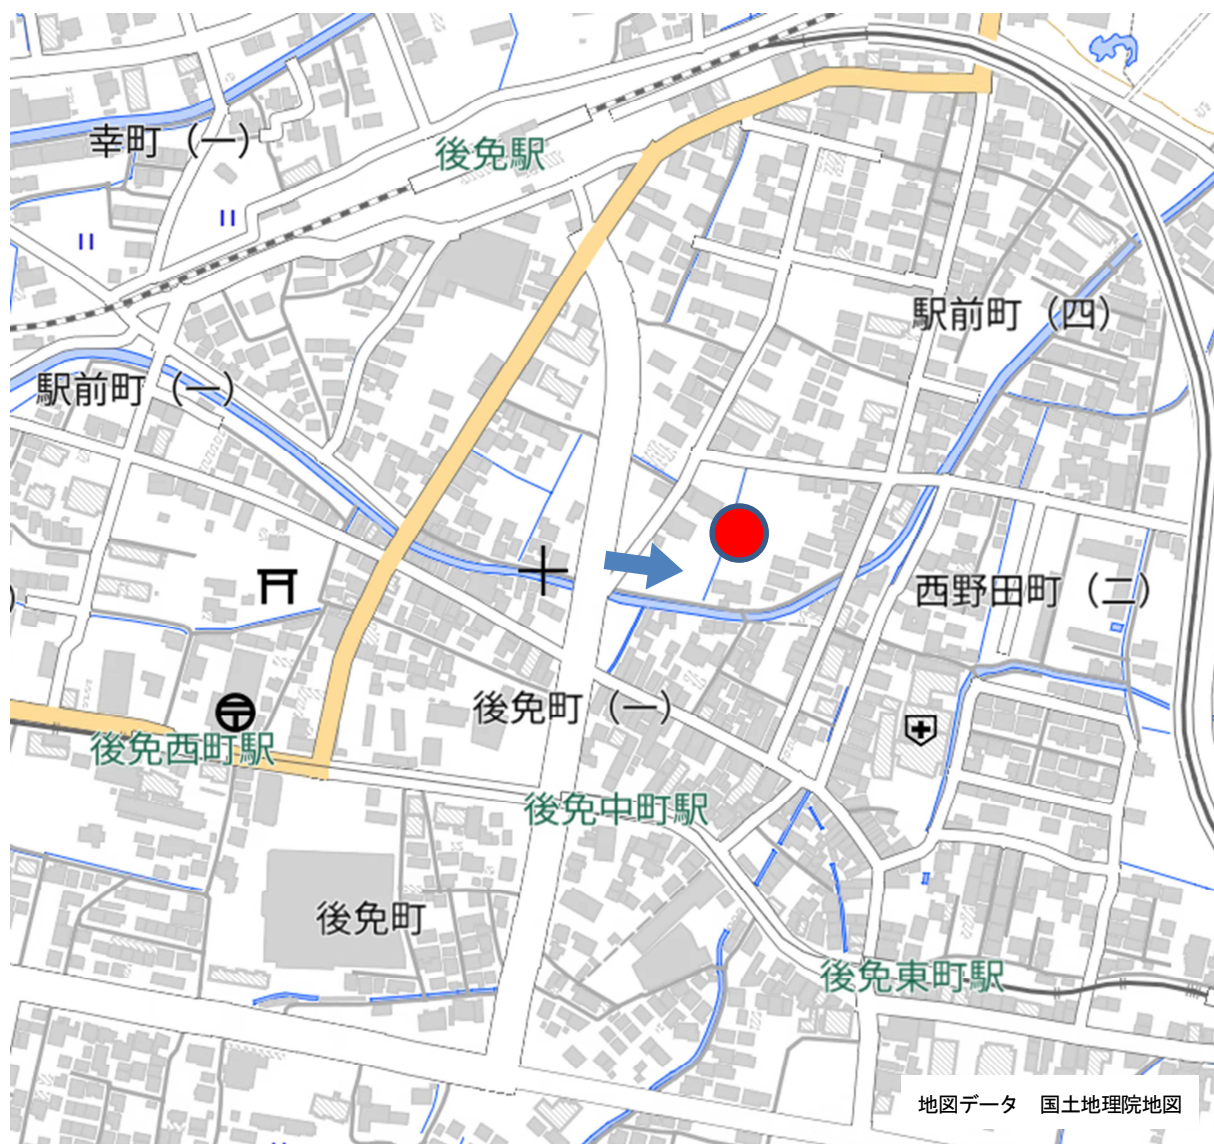 幸町（一）
後免駅
駅前町（四）
駅前町（一）
西野田町（二）
後免町（一）
後免西町駅
後免中町駅
後免町
後免東町駅
地図データ　国土地理院地図